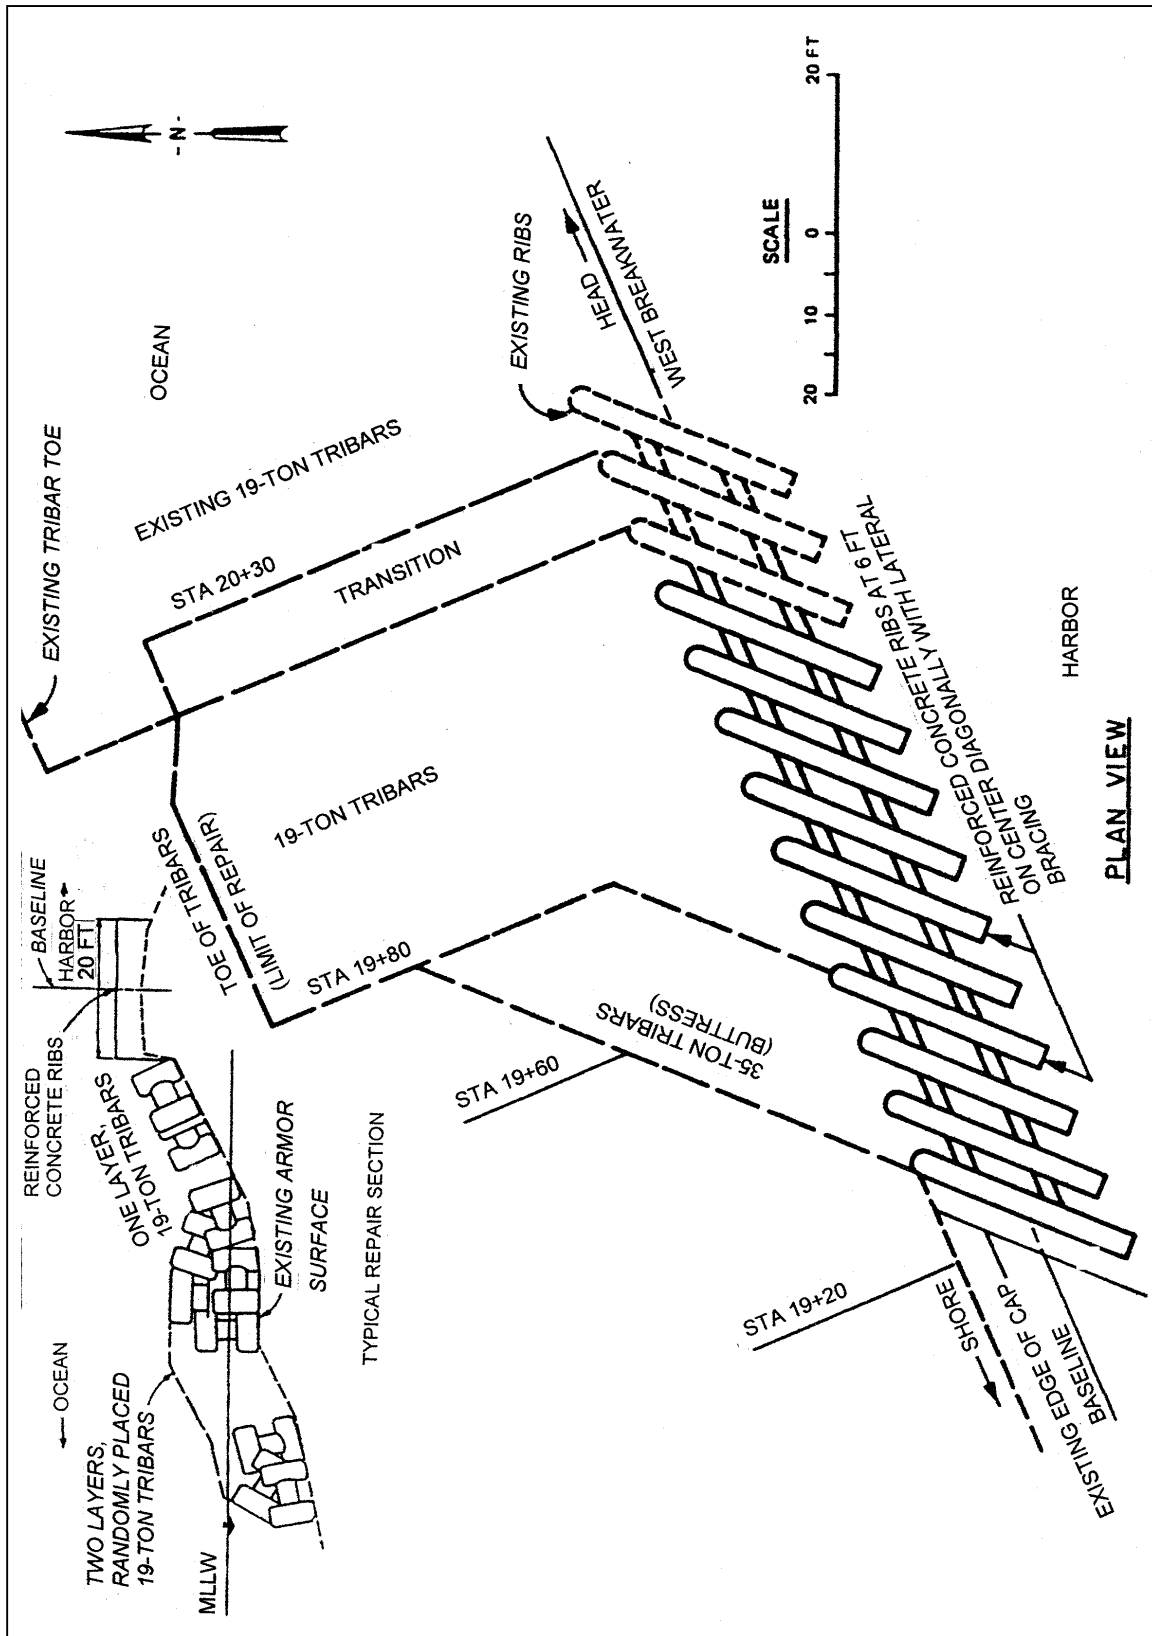 TWO LAYERS,
RANDOMLY PLACED
19-TON TRIBARS
OCEAN
MLLW
REINFORCED
CONCRETE RIBS
ONE LAYER,
19-TON TRIBARS
BASELINE
HARBOR
20 FT
EXISTING ARMOR
SURFACE
TYPICAL REPAIR SECTION
EXISTING TRIBAR TOE
OCEAN
-N-
TOE OF TRIBARS
(LIMIT OF REPAIR)
STA 20+30
EXISTING 19-TON TRIBARS
TRANSITION
19-TON TRIBARS
STA 19+80
STA 19+60
35-TON TRIBARS
(BUTTRESS)
STA 19+20
EXISTING RIBS
HEAD
WEST BREAKWATER
SHORE
EXISTING EDGE OF CAP
BASELINE
REINFORCED CONCRETE RIBS AT 6 FT
ON CENTER DIAGONALLY WITH LATERAL
BRACING
HARBOR
SCALE
20 10 0 20 FT
PLAN VIEW